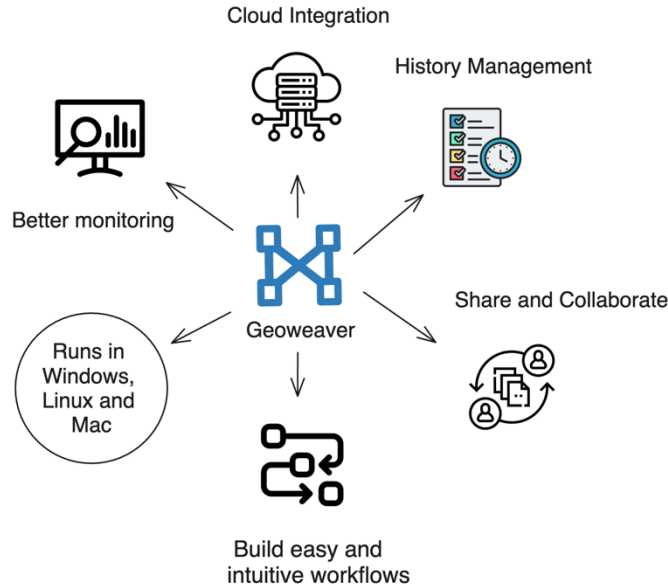 Cloud Integration
History Management
Better monitoring
Geoweaver
Share and Collaborate
Runs in
Windows,
Linux and
Mac
Build easy and
intuitive workflows